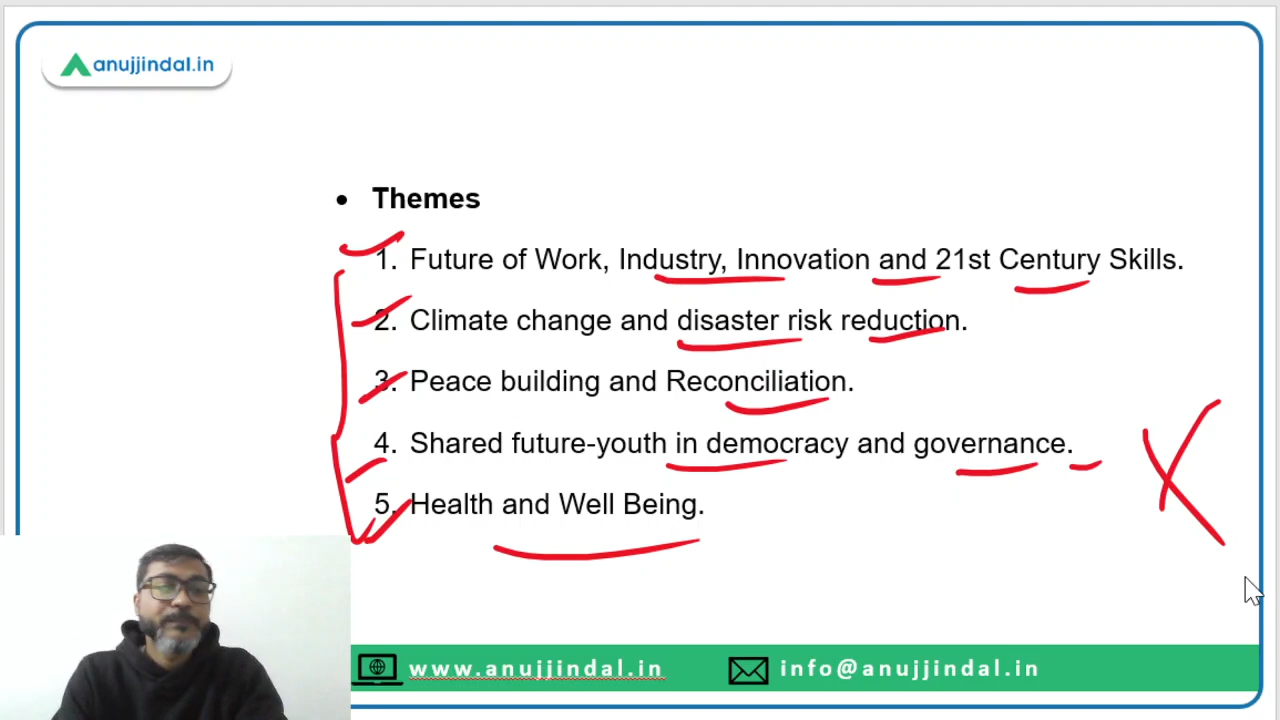 anujjindal.in
• Themes
1. Future of Work, Industry, Innovation and 21st Century Skills.
2. Climate change and disaster risk reduction.
3. Peace building and Reconciliation.
4. Shared future-youth in democracy and governance.
5. Health and Well Being.
www.anujjindal.in
info@anujjindal.in